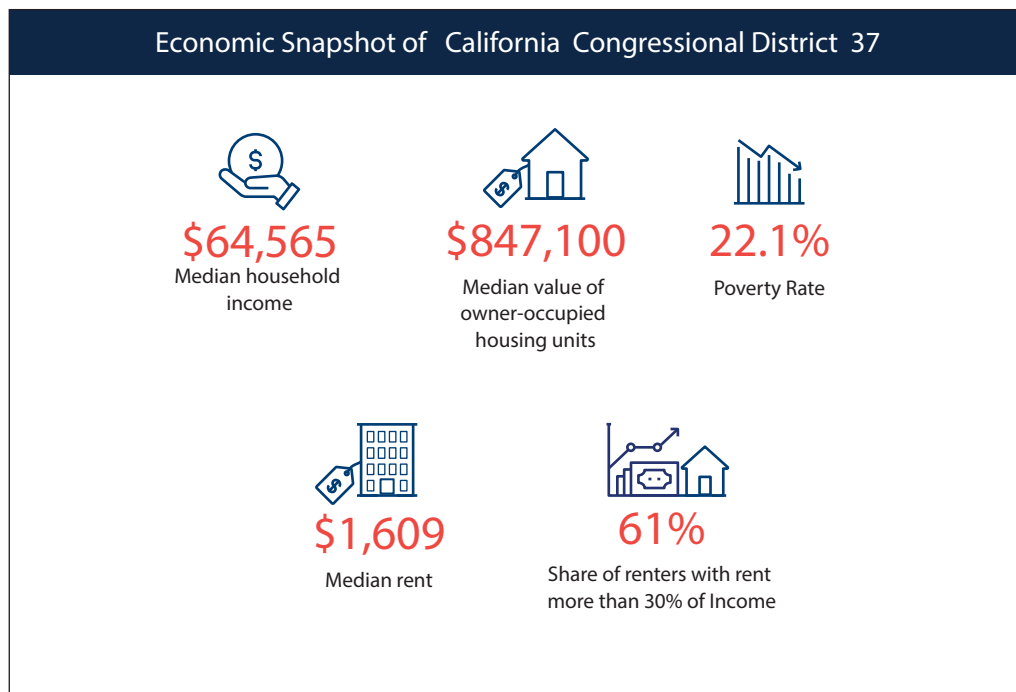 Economic Snapshot of California Congressional District 37
$
$
$64,565
Median household
income
$847,100
Median value of
owner-occupied
housing units
22.1%
Poverty Rate
$
$1,609
Median rent
61%
Share of renters with rent
more than 30% of Income